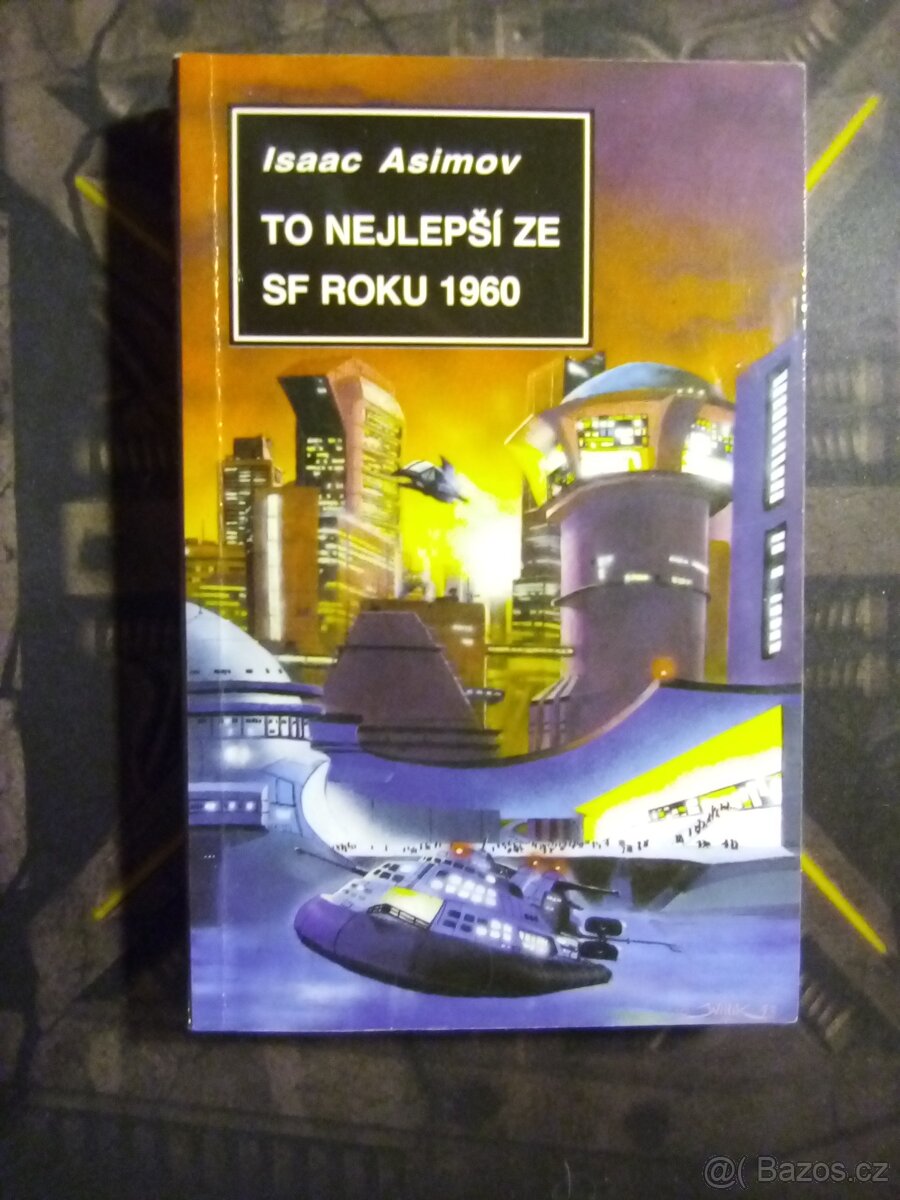 Isaac Asimov
TO NEJLEPŠÍ ZE
SF ROKU 1960
@( Bazos.cz